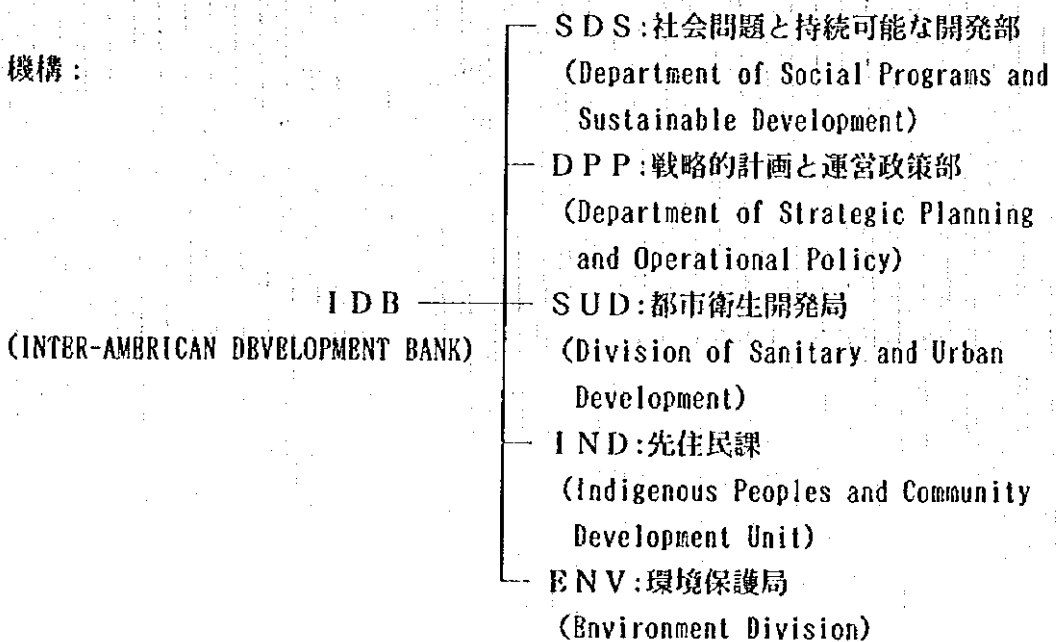 SDS:社会問題と持続可能な開発部
機構:
(Department of Social Programs and
Sustainable Development)
DPP:戦略的計画と運営政策部
(Department of Strategic Planning
and Operational Policy)
IDB
SUD:都市衛生開発局
(INTER-AMERICAN DEVELOPMENT BANK)
(Division of Sanitary and Urban
Development)
IND:先住民課
(Indigenous Peoples and Community
Development Unit)
ENV:環境保護局
(Environment Division)